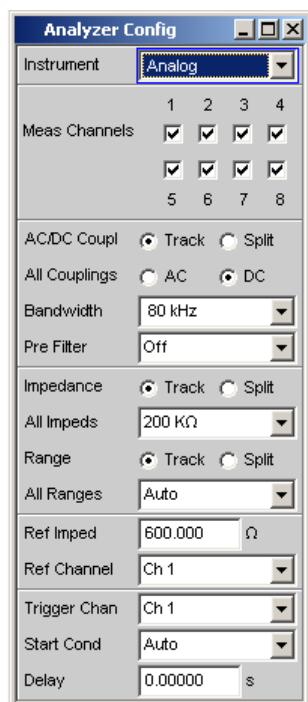 Analyzer Config
Instrument Analog
1 2 3 4
Meas Channels
5 6 7 8
AC/DC Coupl Track Split
All Couplings AC DC
Bandwidth 80 kHz
Pre Filter Off
Impedance Track Split
All Impeds 200 KΩ
Range Track Split
All Ranges Auto
Ref Imped 600.000 Ω
Ref Channel Ch 1
Trigger Chan Ch 1
Start Cond Auto
Delay 0.00000 s